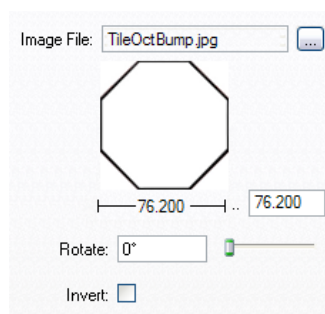 Image File: TileOctBump.jpg ...
76.200 .. 76.200
Rotate: 0°
Invert: